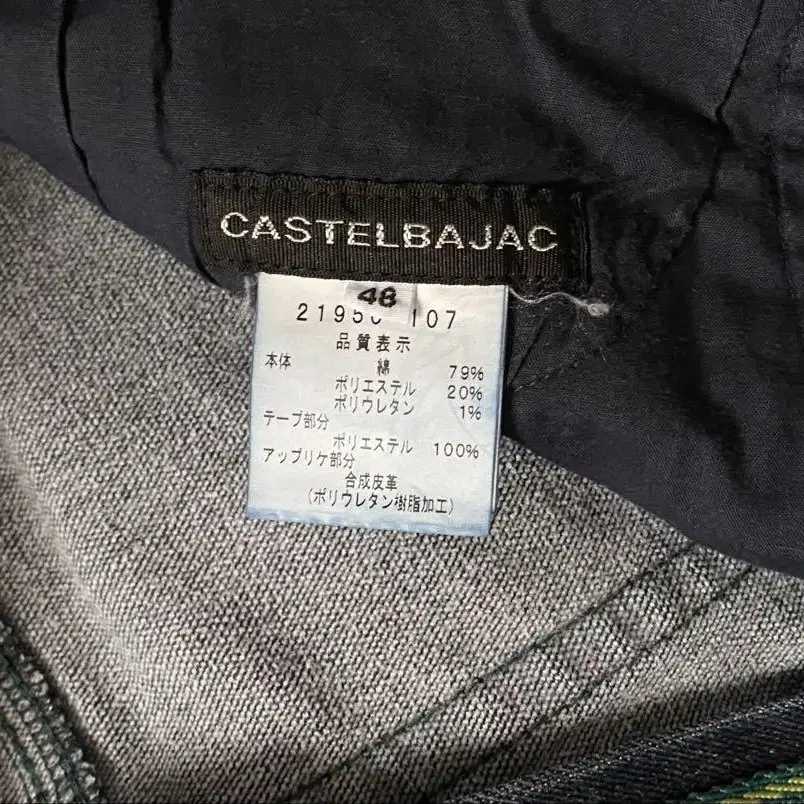 CASTELBAJAC
48
107
品質表示
本体
綿 79%
ポリエステル 20%
ポリウレタン 1%
テープ部分
ポリエステル 100%
アップリケ部分
合成皮革
(ポリウレタン樹脂加工)